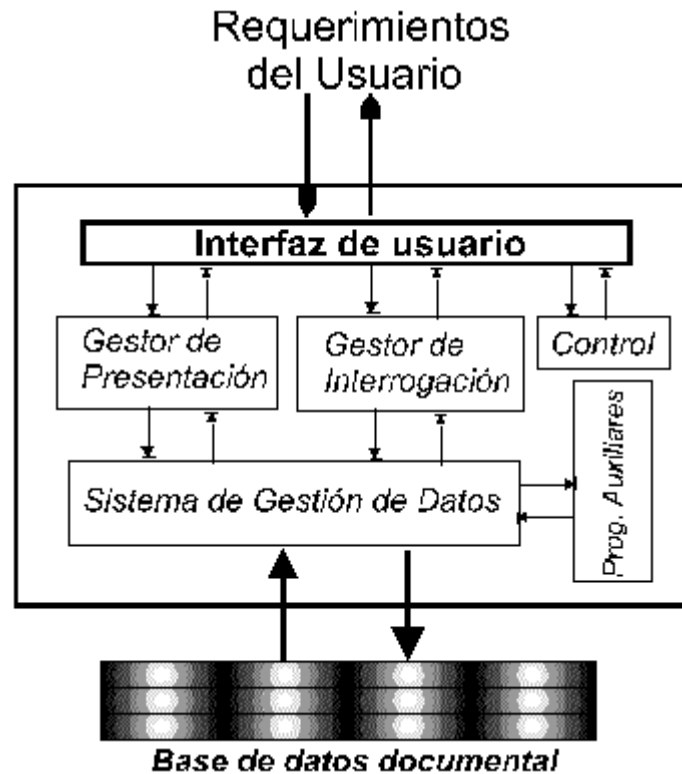 Requerimientos
del Usuario
Interfaz de usuario
Gestor de
Presentación
Gestor de
Interrogación
Control
Prog. Auxiliares
Sistema de Gestión de Datos
Base de datos documental